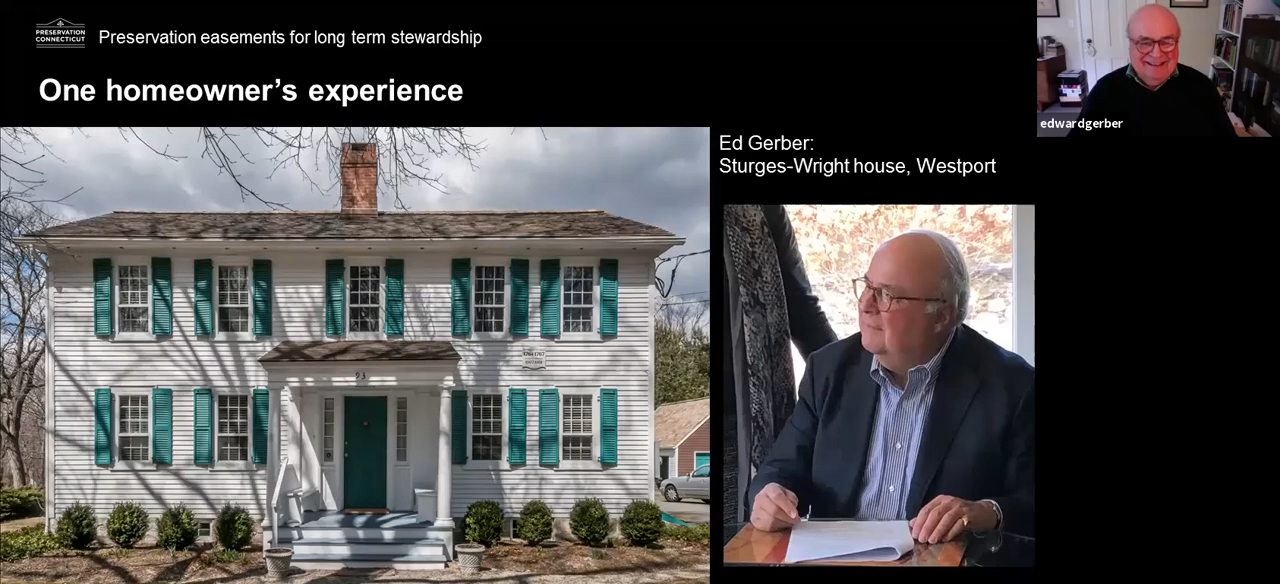 PRESERVATION
CONNECTICUT
Preservation easements for long term stewardship
One homeowner's experience
edwardgerber
Ed Gerber:
Sturges-Wright house, Westport
93